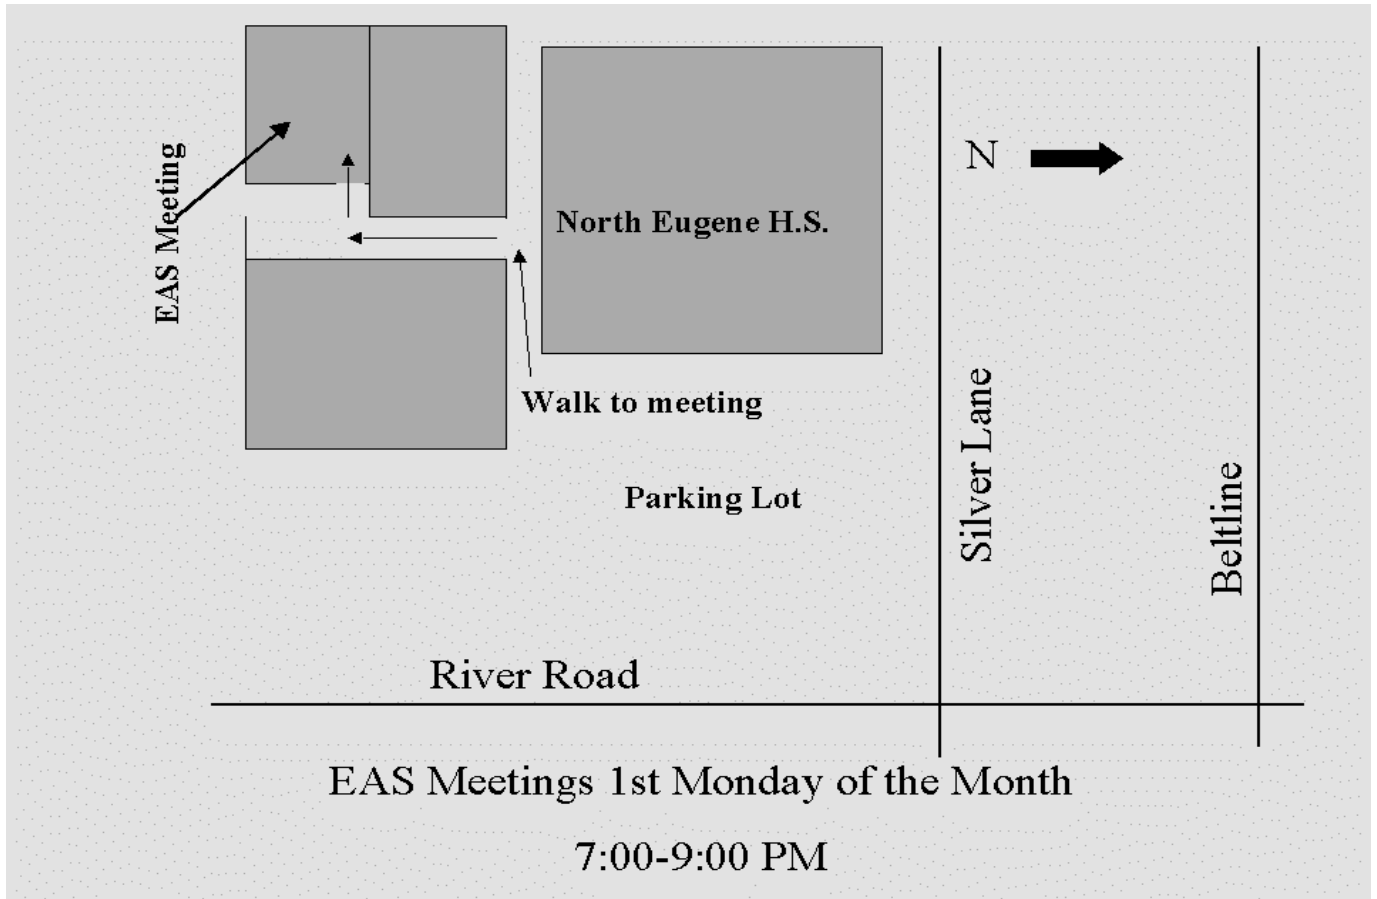 N
EAS Meeting
North Eugene H.S.
Walk to meeting
Silver Lane
Parking Lot
Beltline
River Road
EAS Meetings 1st Monday of the Month
7:00-9:00 PM